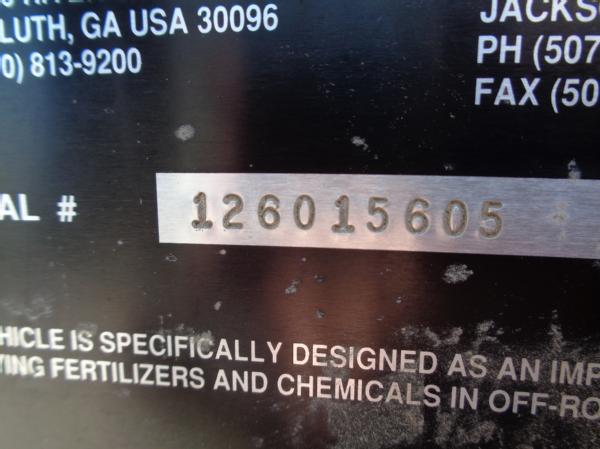 LUTH, GA USA 30096
0) 813-9200
JACKSO
PH (507
FAX (50
AL # 126015605
HICLE IS SPECIFICALLY DESIGNED AS AN IMP
YING FERTILIZERS AND CHEMICALS IN OFF-RO